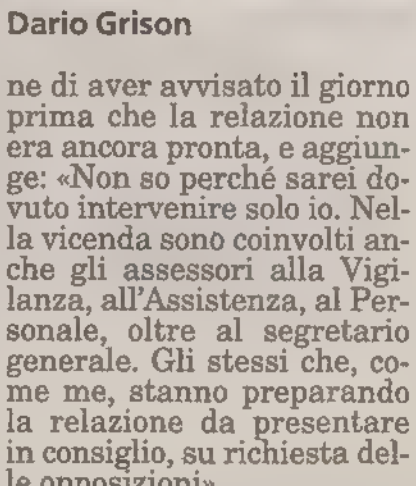 Dario Grison
ne di aver avvisato il giorno
prima che la relazione non
era ancora pronta, e aggiun-
ge: «Non so perché sarei do-
vuto intervenire solo io. Nel-
la vicenda sono coinvolti an-
che gli assessori alla Vigi-
lanza, all'Assistenza, al Per-
sonale, oltre al segretario
generale. Gli stessi che, co-
me me, stanno preparando
la relazione da presentare
in consiglio, su richiesta del-
le opposizioni»